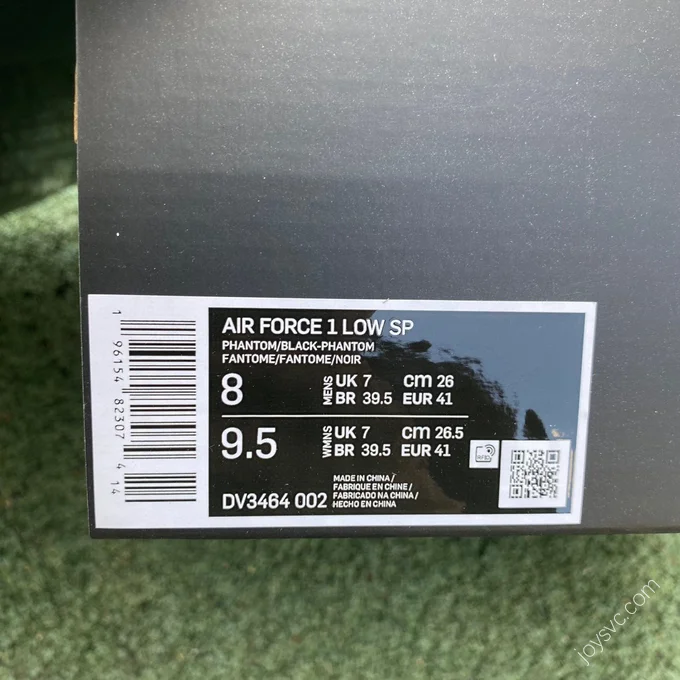 AIR FORCE 1 LOW SP
PHANTOM/BLACK-PHANTOM
FANTOME/FANTOME/NOIR
8 MENS UK 7 cm 26
BR 39.5 EUR 41
9.5 WMNS UK 7 cm 26.5
BR 39.5 EUR 41
RFID
DV3464 002
MADE IN CHINA /
FABRIQUE EN CHINE /
FABRICADO NA CHINA /
HECHO EN CHINA
1 96154 82307 4 14
joysvc.com